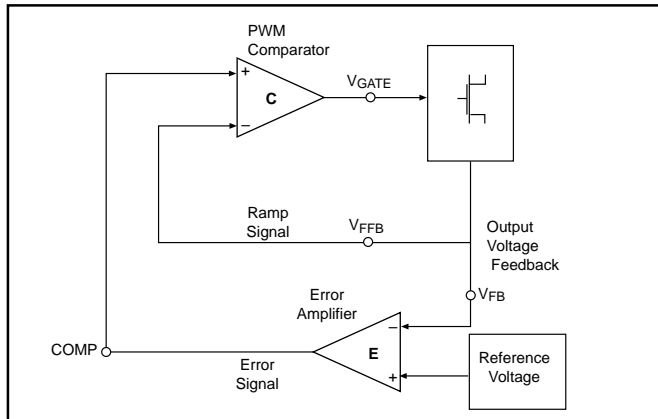 PWM
Comparator
+
C
−
VGATE
Ramp
Signal
VFFB
Output
Voltage
Feedback
VFB
Error
Amplifier
−
E
+
COMP
Error
Signal
Reference
Voltage